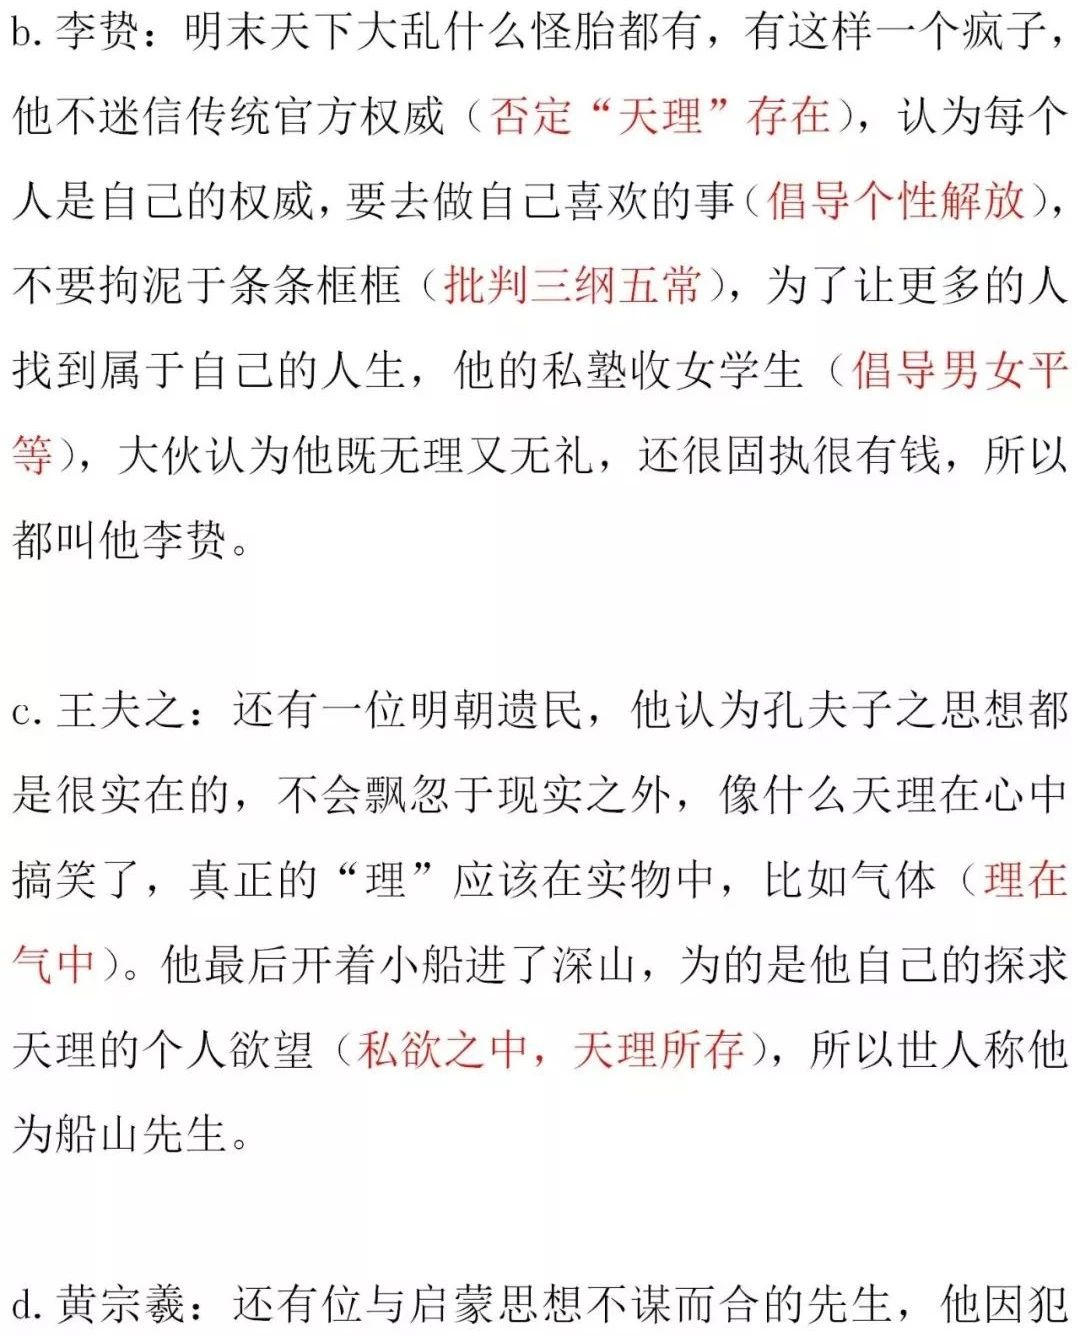 b. 李贽：明末天下大乱什么怪胎都有，有这样一个疯子，
他不迷信传统官方权威（否定“天理”存在），认为每个
人是自己的权威，要去做自己喜欢的事（倡导个性解放），
不要拘泥于条条框框（批判三纲五常），为了让更多的人
找到属于自己的人生，他的私塾收女学生（倡导男女平
等），大伙认为他既无理又无礼，还很固执很有钱，所以
都叫他李贽。
c. 王夫之：还有一位明朝遗民，他认为孔夫子之思想都
是很实在的，不会飘忽于现实之外，像什么天理在心中
搞笑了，真正的“理”应该在实物中，比如气体（理在
气中）。他最后开着小船进了深山，为的是他自己的探求
天理的个人欲望（私欲之中，天理所存），所以世人称他
为船山先生。
d. 黄宗羲：还有位与启蒙思想不谋而合的先生，他因犯